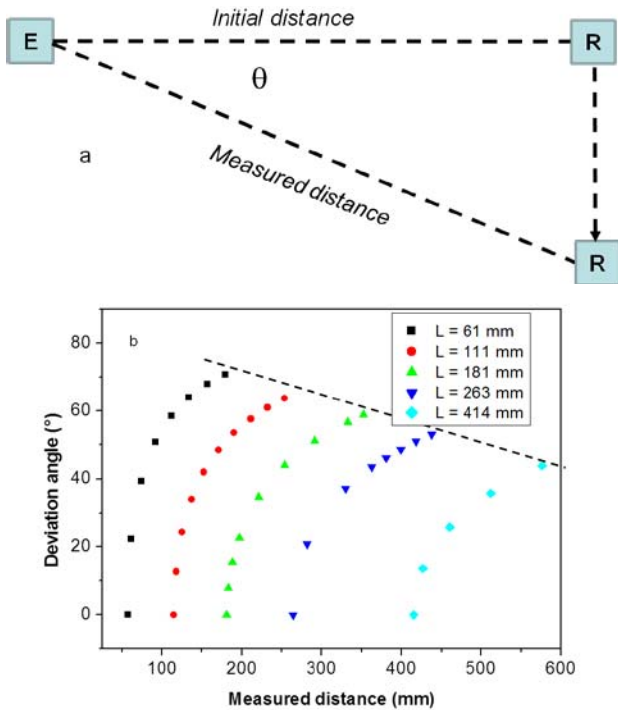 Initial distance
E
R
θ
a
Measured distance
R
b
L = 61 mm
L = 111 mm
L = 181 mm
L = 263 mm
L = 414 mm
80
60
40
20
0
Deviation angle (°)
100 200 300 400 500 600
Measured distance (mm)